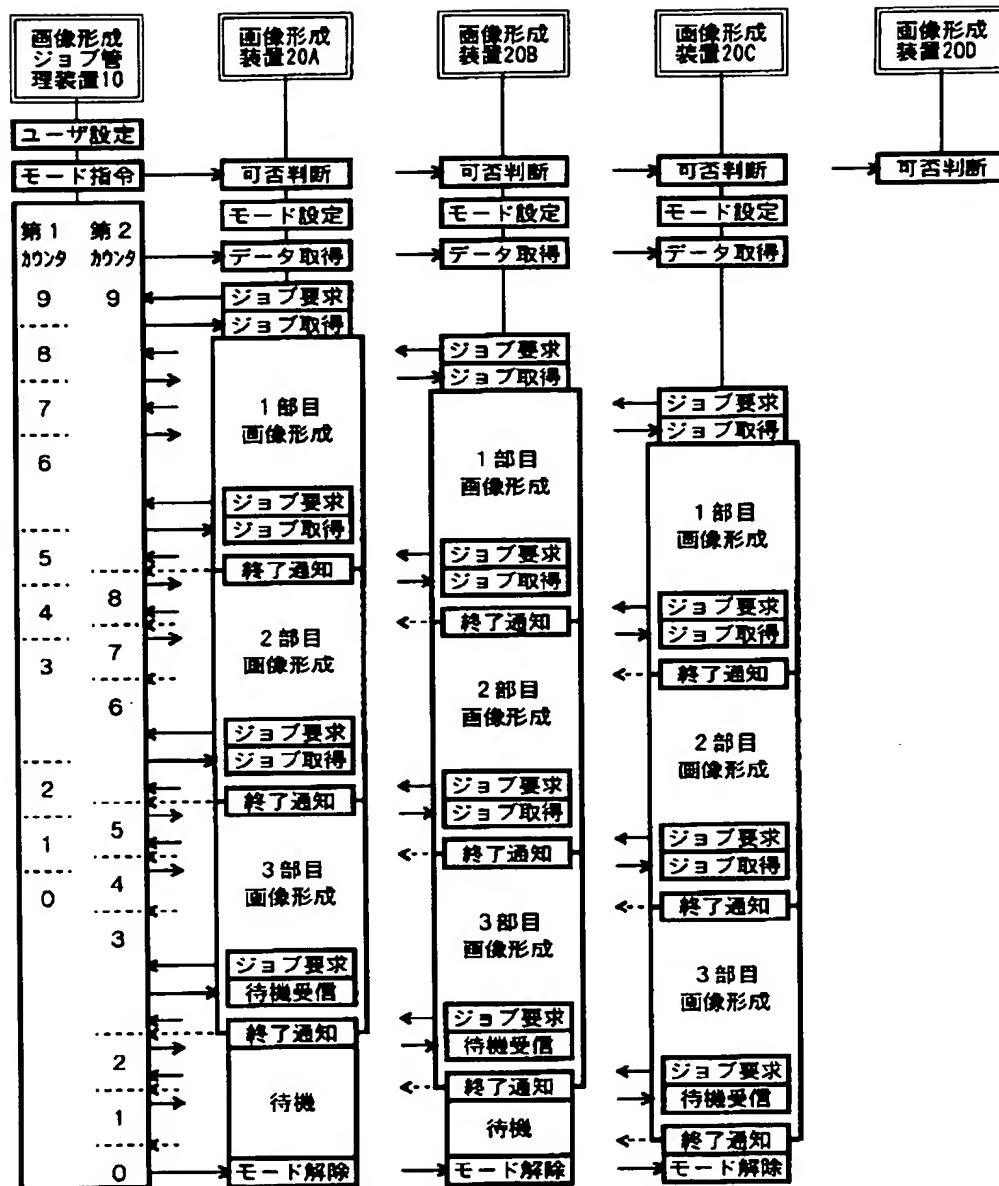 画像形成
ジョブ管
理装置10
ユーザ設定
モード指令
第1 第2
カウンタ カウンタ
9 9
8
7
6
5
8
4
7
3
6
2
5
1
4
0
3
2
1
0
画像形成
装置20A
可否判断
モード設定
データ取得
ジョブ要求
ジョブ取得
1部目
画像形成
ジョブ要求
ジョブ取得
終了通知
2部目
画像形成
ジョブ要求
ジョブ取得
終了通知
3部目
画像形成
ジョブ要求
待機受信
終了通知
待機
モード解除
画像形成
装置20B
可否判断
モード設定
データ取得
ジョブ要求
ジョブ取得
1部目
画像形成
ジョブ要求
ジョブ取得
終了通知
2部目
画像形成
ジョブ要求
ジョブ取得
終了通知
3部目
画像形成
ジョブ要求
待機受信
終了通知
待機
モード解除
画像形成
装置20C
可否判断
モード設定
データ取得
ジョブ要求
ジョブ取得
1部目
画像形成
ジョブ要求
ジョブ取得
終了通知
2部目
画像形成
ジョブ要求
ジョブ取得
終了通知
3部目
画像形成
ジョブ要求
待機受信
終了通知
モード解除
画像形成
装置20D
可否判断